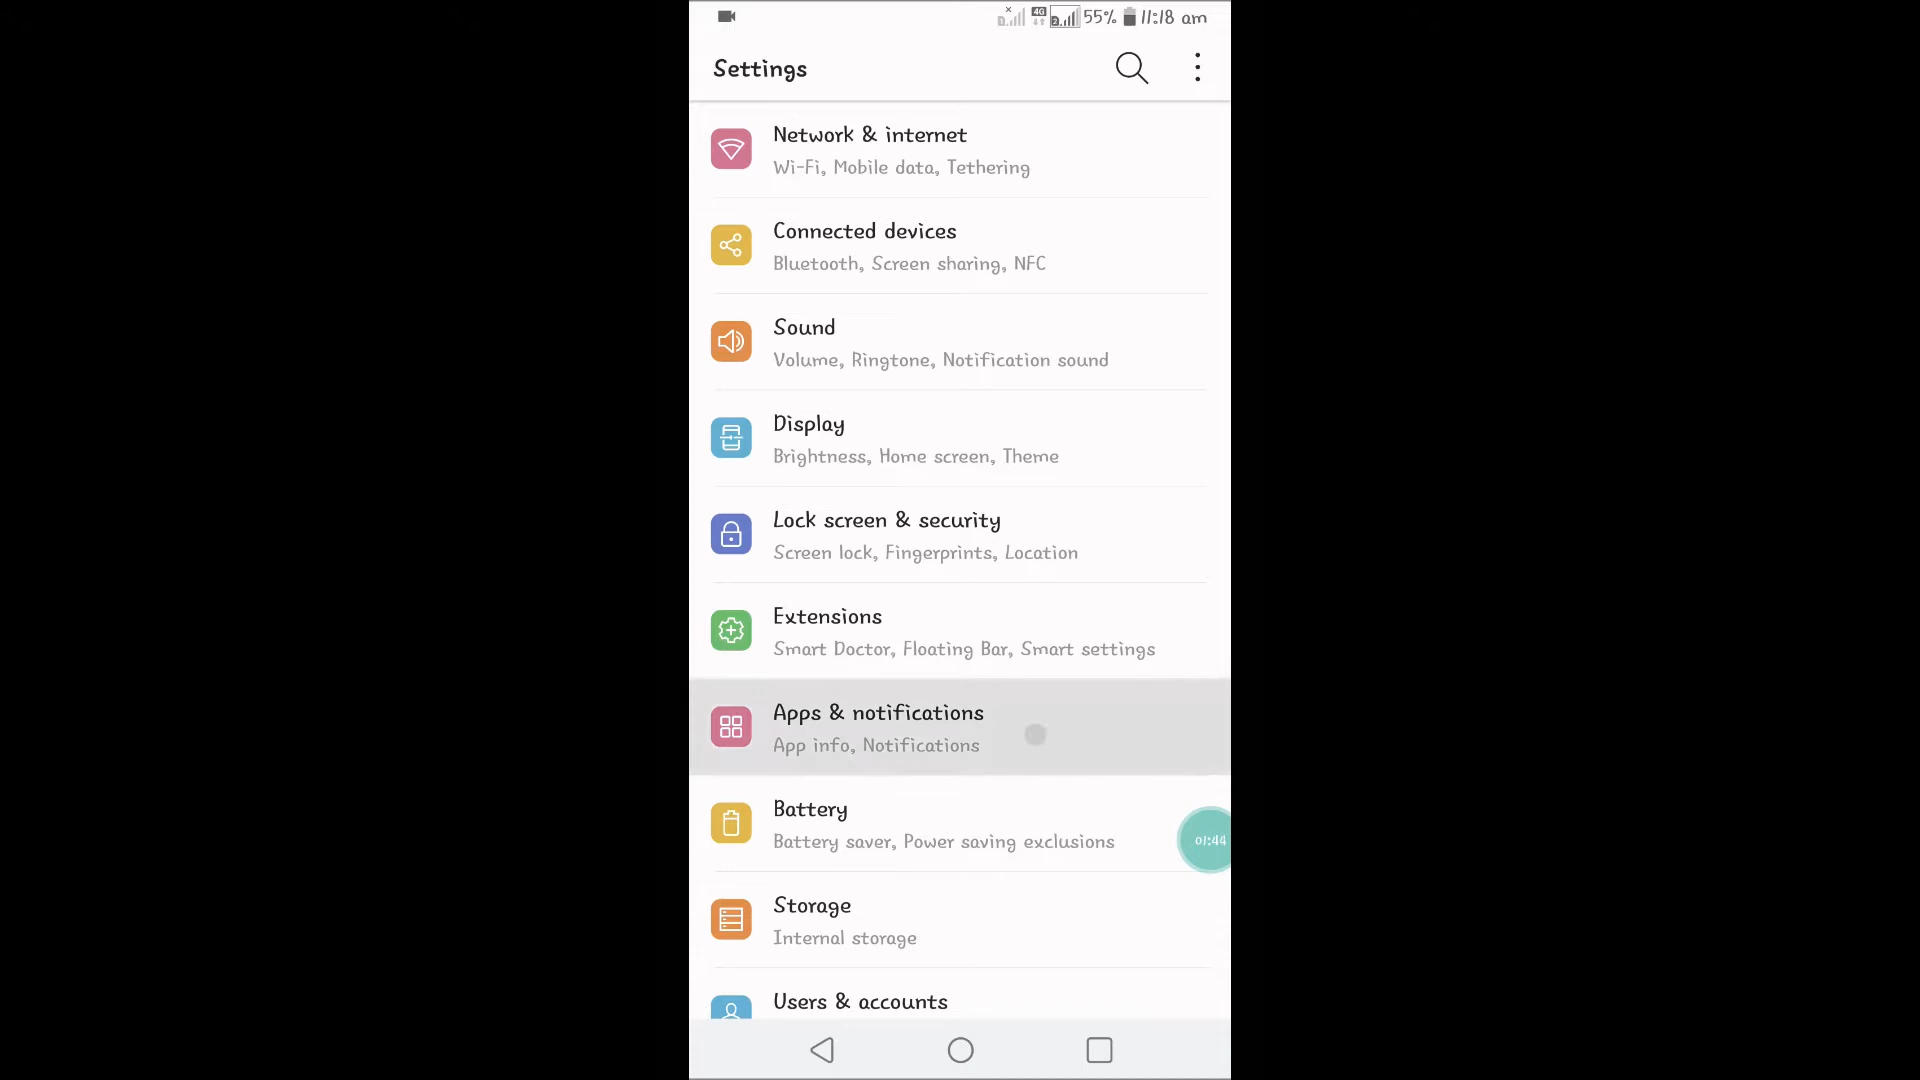 4G 2 55% 11:18 am
Settings
Network & internet
Wi-Fi, Mobile data, Tethering
Connected devices
Bluetooth, Screen sharing, NFC
Sound
Volume, Ringtone, Notification sound
Display
Brightness, Home screen, Theme
Lock screen & security
Screen lock, Fingerprints, Location
Extensions
Smart Doctor, Floating Bar, Smart settings
Apps & notifications
App info, Notifications
Battery
Battery saver, Power saving exclusions
01:44
Storage
Internal storage
Users & accounts